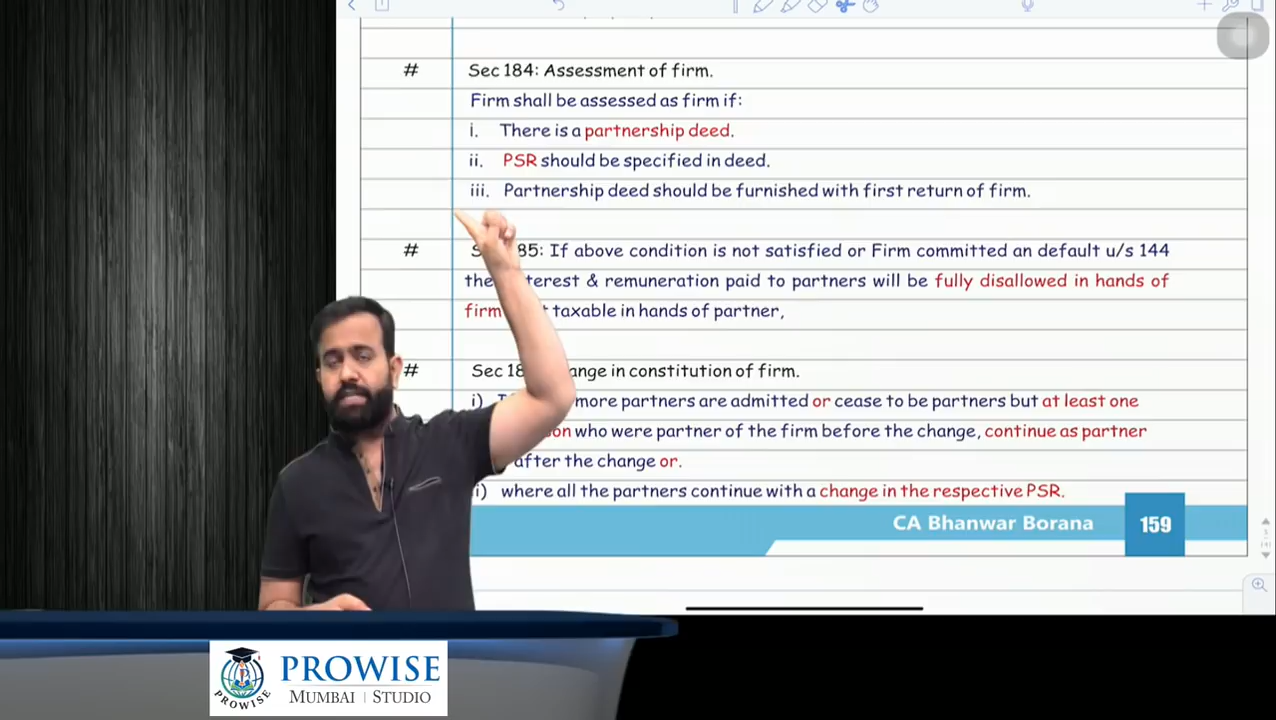 # Sec 184: Assessment of firm.
Firm shall be assessed as firm if:
i. There is a partnership deed.
ii. PSR should be specified in deed.
iii. Partnership deed should be furnished with first return of firm.
# S 85: If above condition is not satisfied or Firm committed an default u/s 144
the terest & remuneration paid to partners will be fully disallowed in hands of
firm t taxable in hands of partner,
# Sec 18 ange in constitution of firm.
i) more partners are admitted or cease to be partners but at least one
on who were partner of the firm before the change, continue as partner
after the change or.
i) where all the partners continue with a change in the respective PSR.
CA Bhanwar Borana 159
PROWISE
PROWISE
MUMBAI | STUDIO